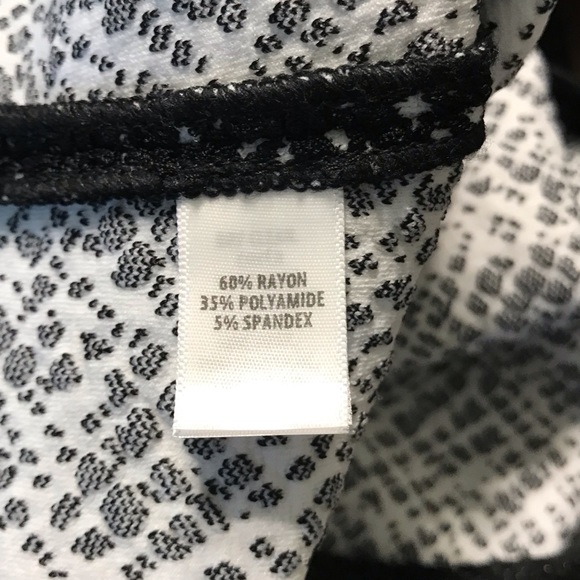 60% RAYON
35% POLYAMIDE
5% SPANDEX